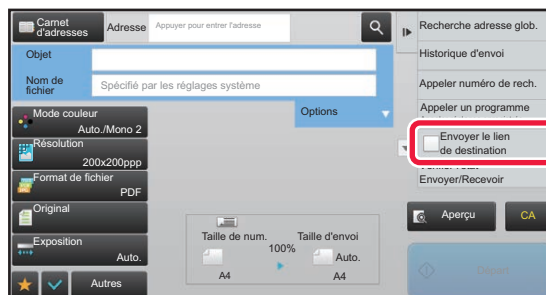 Carnet
d'adresses
Adresse
Appuyer pour entrer l'adresse
Recherche adresse glob.
Objet
Historique d'envoi
Nom de
fichier
Spécifié par les réglages système
Appeler numéro de rech.
Options
Appeler un programme
Mode couleur
Auto./Mono 2
Envoyer le lien
de destination
Résolution
200x200ppp
Envoyer/Recevoir
Format de fichier
PDF
Original
Aperçu
CA
Exposition
Auto.
Taille de num.
100%
Taille d'envoi
Auto.
A4
A4
Départ
Autres